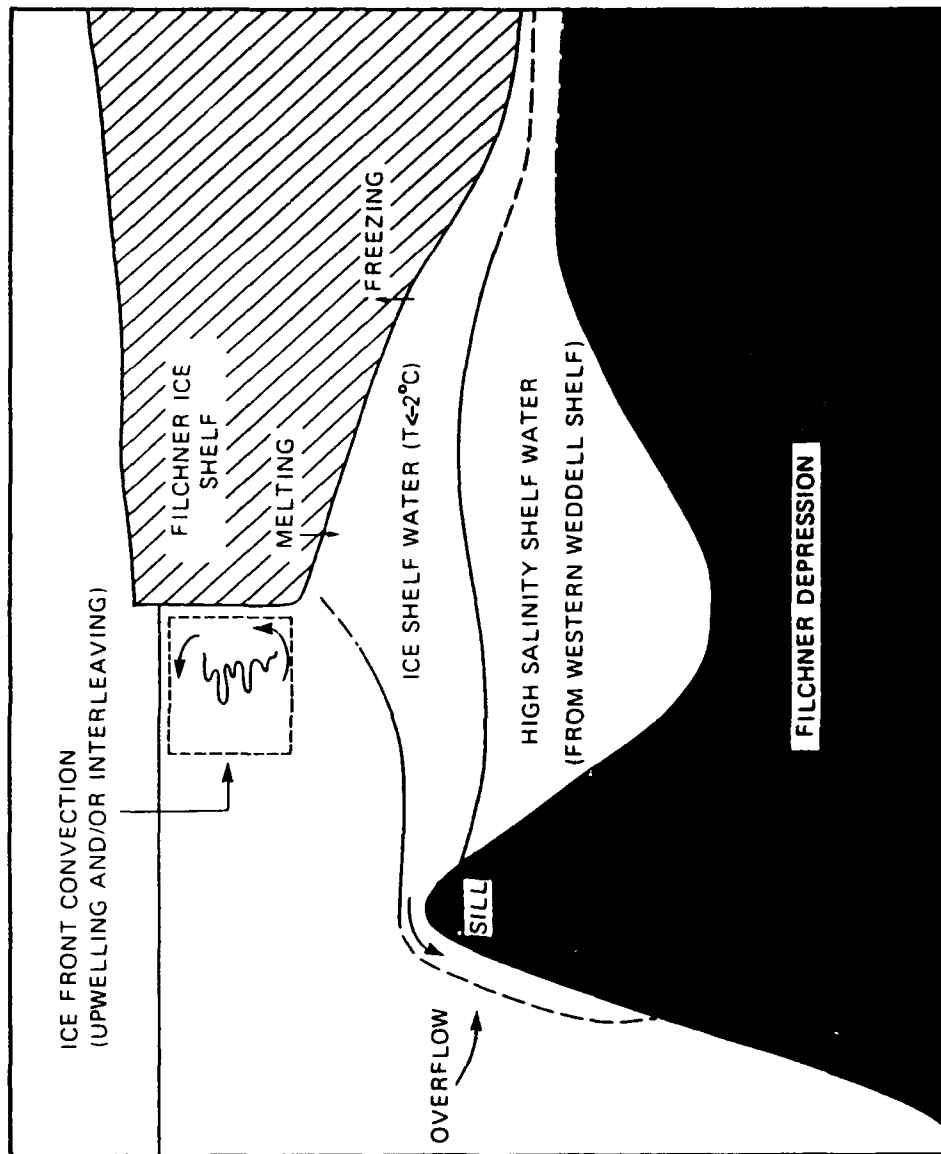 ICE FRONT CONVECTION
(UPWELLING AND/OR INTERLEAVING)
FILCHNER ICE
SHELF
MELTING
FREEZING
ICE SHELF WATER (T<-2°C)
HIGH SALINITY SHELF WATER
(FROM WESTERN WEDDELL SHELF)
OVERFLOW
SILL
FILCHNER DEPRESSION